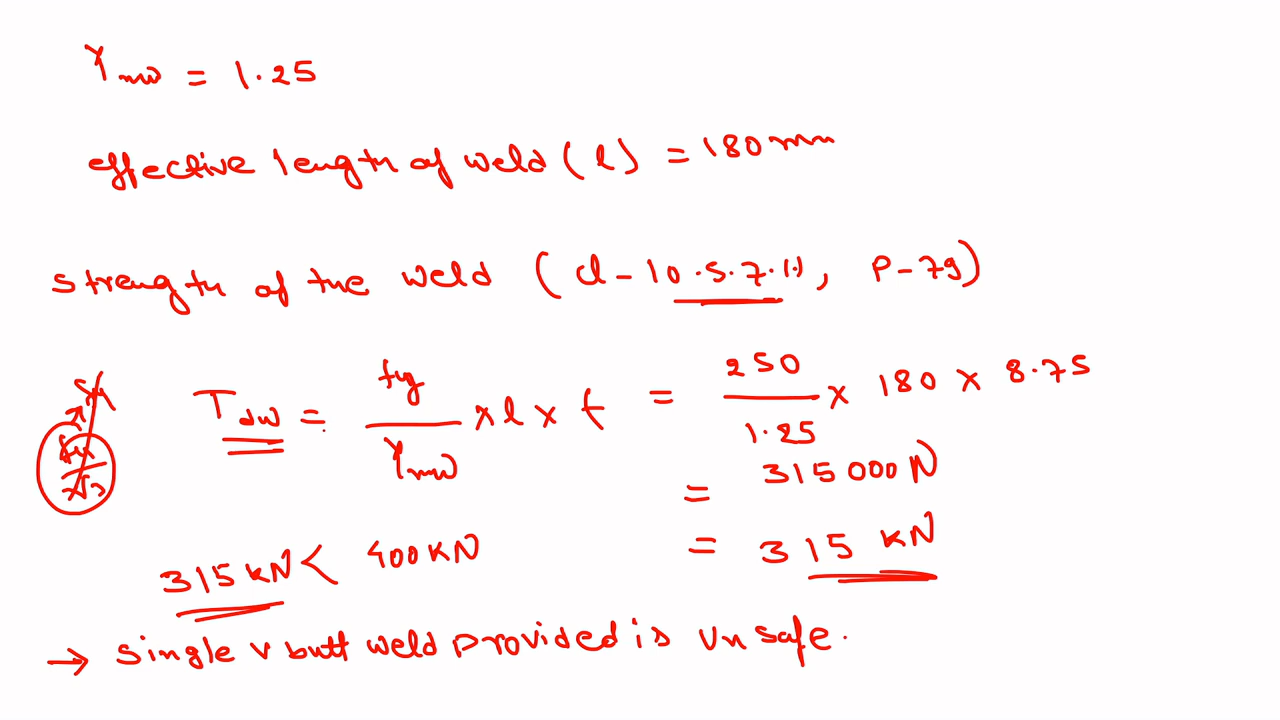 γmw = 1.25
effective length of weld (l) = 180mm
strength of the weld (cl-10.5.7.1.1, P-79)
Tdw = fy/γmw × l × t = 250/1.25 × 180 × 8.75
= 315000 N
= 315 kN
315 kN < 400 KN
→ single v butt weld provided is unsafe.